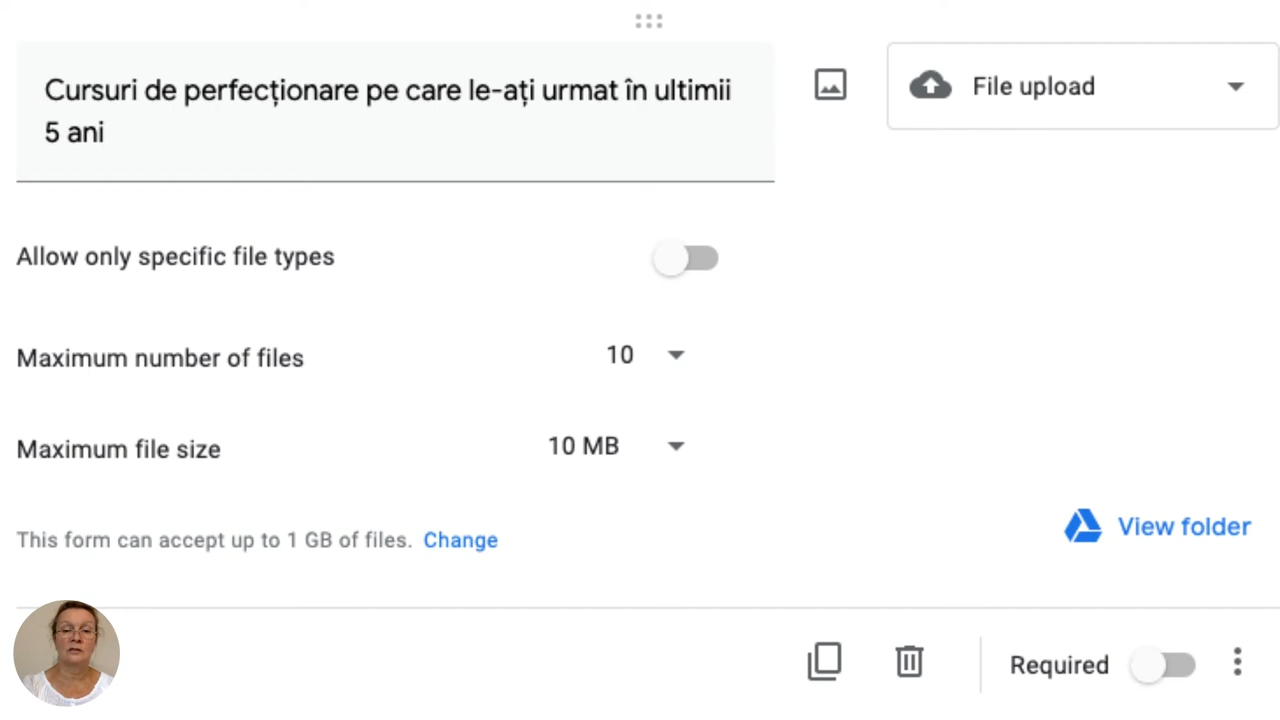 Cursuri de perfecționare pe care le-ați urmat în ultimii
5 ani
File upload
Allow only specific file types
Maximum number of files 10
Maximum file size 10 MB
This form can accept up to 1 GB of files. Change
View folder
Required